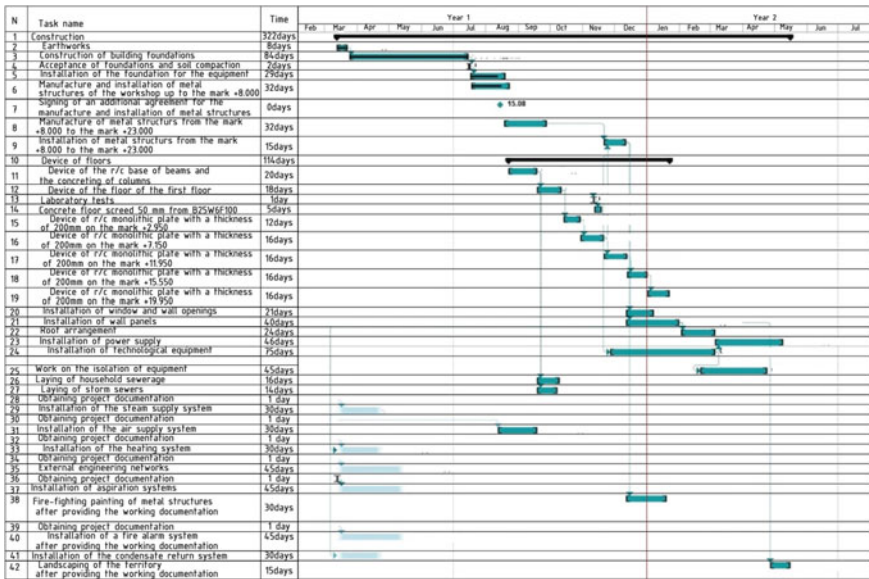 N Task name Time Year 1 Year 2
Feb Mar Apr May Jun Jul Aug Sep Oct Nov Dec Jen Feb Mar Apr May Jun Jul
1 Construction 322days
2 Earthworks 8days
3 Construction of building foundations 84days
4 Acceptance of foundations and soil compaction 2days
5 Installation of the foundation for the equipment 29days
6 Manufacture and installation of metal
structures of the workshop up to the mark +8.000 32days
7 Signing of an additional agreement for the
manufacture and installation of metal structures 0days 15.08
8 Manufacture of metal structurs from the mark
+8.000 to the mark +23.000 32days
9 Installation of metal structurs from the mark
+8.000 to the mark +23.000 15days
10 Device of floors 114days
11 Device of the r/c base of beams and
the concreting of columns 20days
12 Device of the floor of the first floor 18days
13 Laboratory tests 1day
14 Concrete floor screed 50 mm from B25W6F100 5days
15 Device of r/c monolithic plate with a thickness
of 200mm on the mark +2.950 12days
16 Device of r/c monolithic plate with a thickness
of 200mm on the mark +7.150 16days
17 Device of r/c monolithic plate with a thickness
of 200mm on the mark +11.950 16days
18 Device of r/c monolithic plate with a thickness
of 200mm on the mark +15.550 16days
19 Device of r/c monolithic plate with a thickness
of 200mm on the mark +19.950 16days
20 Installation of window and wall openings 21days
21 Installation of wall panels 40days
22 Roof arrangement 24days
23 Installation of power supply 46days
24 Installation of technological equipment 75days
25 Work on the isolation of equipment 45days
26 Laying of household sewerage 16days
27 Laying of storm sewers 14days
28 Obtaining project documentation 1 day
29 Installation of the steam supply system 30days
30 Obtaining project documentation 1 day
31 Installation of the air supply system 30days
32 Obtaining project documentation 1 day
33 Installation of the heating system 30days
34 Obtaining project documentation 1 day
35 External engineering networks 45days
36 Obtaining project documentation 1 day
37 Installation of aspiration systems 45days
38 Fire-fighting painting of metal structures
after providing the working documentation 30days
39 Obtaining project documentation 1 day
40 Installation of a fire alarm system
after providing the working documentation 45days
41 Installation of the condensate return system 30days
42 Landscaping of the territory
after providing the working documentation 15days